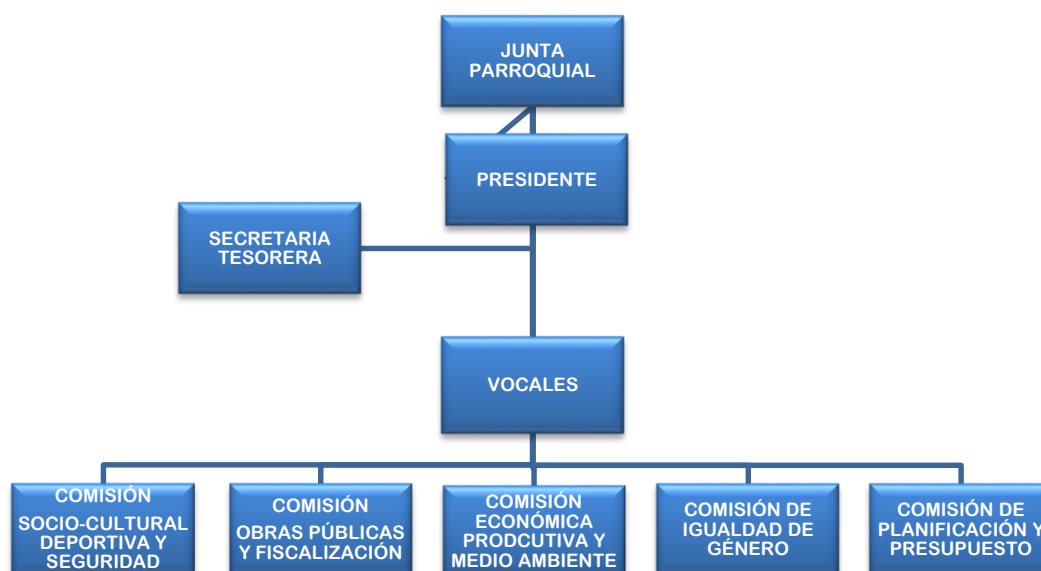 JUNTA
PARROQUIAL
PRESIDENTE
SECRETARIA
TESORERA
VOCALES
COMISIÓN
SOCIO-CULTURAL
DEPORTIVA Y
SEGURIDAD
COMISIÓN
OBRAS PÚBLICAS
Y FISCALIZACIÓN
COMISIÓN
ECONÓMICA
PRODCUTIVA Y
MEDIO AMBIENTE
COMISIÓN DE
IGUALDAD DE
GÉNERO
COMISIÓN DE
PLANIFICACIÓN Y
PRESUPUESTO